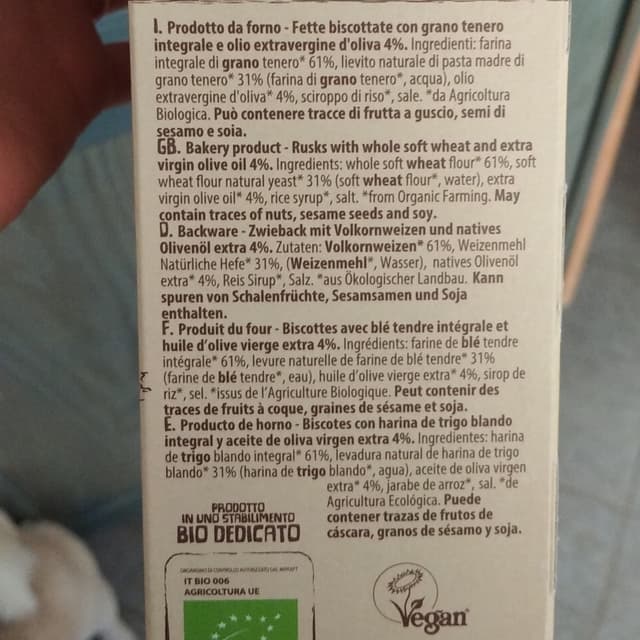 I. Prodotto da forno - Fette biscottate con grano tenero
integrale e olio extravergine d'oliva 4%. Ingredienti: farina
integrale di grano tenero* 61%, lievito naturale di pasta madre di
grano tenero* 31% (farina di grano tenero*, acqua), olio
extravergine d'oliva* 4%, sciroppo di riso*, sale. *da Agricoltura
Biologica. Può contenere tracce di frutta a guscio, semi di
sesamo e soia.
GB. Bakery product - Rusks with whole soft wheat and extra
virgin olive oil 4%. Ingredients: whole soft wheat flour* 61%, soft
wheat flour natural yeast* 31% (soft wheat flour*, water), extra
virgin olive oil* 4%, rice syrup*, salt. *from Organic Farming. May
contain traces of nuts, sesame seeds and soy.
D. Backware - Zwieback mit Volkornweizen und natives
Olivenöl extra 4%. Zutaten: Volkornweizen* 61%, Weizenmehl
Natürliche Hefe* 31%, (Weizenmehl*, Wasser), natives Olivenöl
extra* 4%, Reis Sirup*, Salz. *aus Ökologischer Landbau. Kann
spuren von Schalenfrüchte, Sesamsamen und Soja
enthalten.
F. Produit du four - Biscottes avec blé tendre intégrale et
huile d'olive vierge extra 4%. Ingrédients: farine de blé tendre
intégrale* 61%, levure naturelle de farine de blé tendre* 31%
(farine de blé tendre*, eau), huile d'olive vierge extra* 4%, sirop de
riz*, sel. *issus de l'Agriculture Biologique. Peut contenir des
traces de fruits à coque, graines de sésame et soja.
E. Producto de horno - Biscotes con harina de trigo blando
integral y aceite de oliva virgen extra 4%. Ingredientes: harina
de trigo blando integral* 61%, levadura natural de harina de trigo
blando* 31% (harina de trigo blando*, agua), aceite de oliva virgen
extra* 4%, jarabe de arroz*, sal. *de
Agricultura Ecológica. Puede
contener trazas de frutos de
cáscara, granos de sésamo y soja.
PRODOTTO
IN UNO STABILIMENTO
BIO DEDICATO
ORGANISMO DI CONTROLLO AUTORIZZATO DAL MIPAAFT
IT BIO 006
AGRICOLTURA UE
Vegan